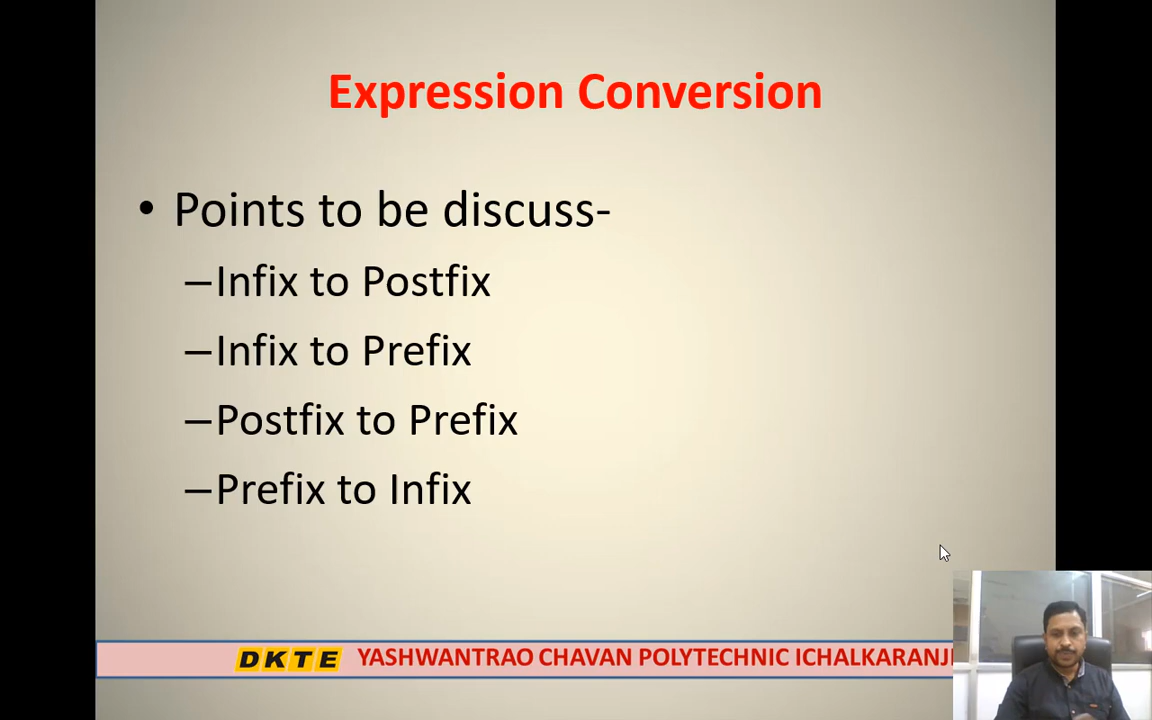 Expression Conversion
• Points to be discuss-
–Infix to Postfix
–Infix to Prefix
–Postfix to Prefix
–Prefix to Infix
DKTE YASHWANTRAO CHAVAN POLYTECHNIC ICHALKARANJI